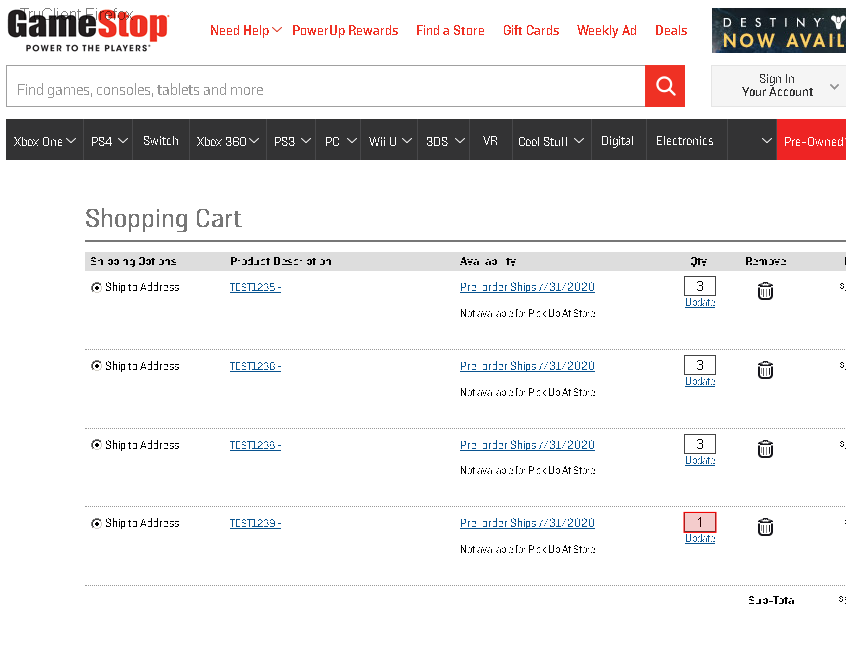 TruClient Firefox
GameStop
POWER TO THE PLAYERS
Need Help PowerUp Rewards Find a Store Gift Cards Weekly Ad Deals
DESTINY
NOW AVAIL
Find games, consoles, tablets and more
Sign In
Your Account
Xbox One PS4 Switch Xbox 360 PS3 PC Wii U 3DS VR Cool Stuff Digital Electronics Pre-Owned
Shopping Cart
Shipping Options Product Description Availability Qty Remove
Ship to Address TEST1235 - Pre-order Ships 7/31/2020 3
Update
Not available for Pick Up At Store
Ship to Address TEST1236 - Pre-order Ships 7/31/2020 3
Update
Not available for Pick Up At Store
Ship to Address TEST1238 - Pre-order Ships 7/31/2020 3
Update
Not available for Pick Up At Store
Ship to Address TEST1239 - Pre-order Ships 7/31/2020 1
Update
Not available for Pick Up At Store
Sub-Total